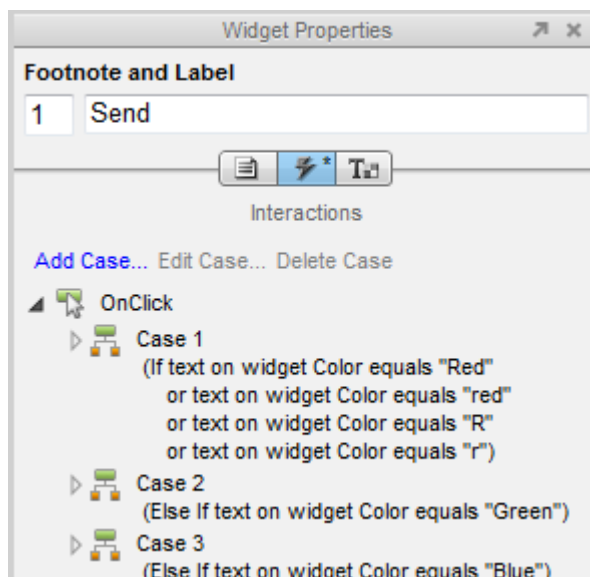 Widget Properties
Footnote and Label
1 Send
Interactions
Add Case... Edit Case... Delete Case
OnClick
Case 1
(If text on widget Color equals "Red"
or text on widget Color equals "red"
or text on widget Color equals "R"
or text on widget Color equals "r")
Case 2
(Else If text on widget Color equals "Green")
Case 3
(Else If text on widget Color equals "Blue")